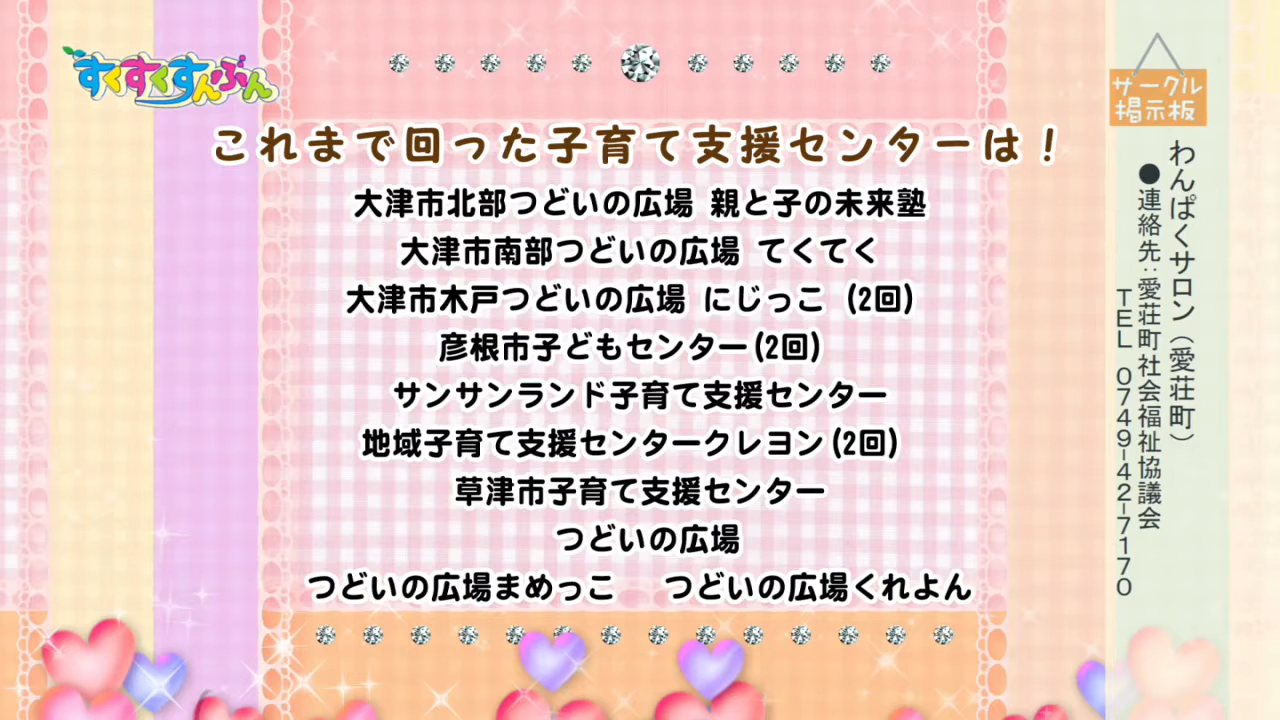 すくすくすんぷん
これまで回った子育て支援センターは！
大津市北部つどいの広場 親と子の未来塾
大津市南部つどいの広場 てくてく
大津市木戸つどいの広場 にじっこ (2回)
彦根市子どもセンター(2回)
サンサンランド子育て支援センター
地域子育て支援センタークレヨン(2回)
草津市子育て支援センター
つどいの広場
つどいの広場まめっこ つどいの広場くれよん
サークル
掲示板
わんぱくサロン（愛荘町）
●連絡先：愛荘町社会福祉協議会
TEL 0749-42-7170